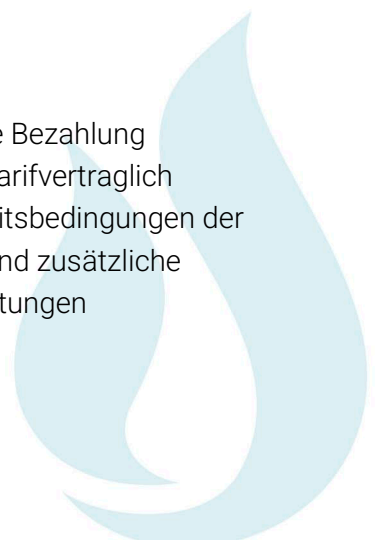 e Bezahlung
arifvertraglich
itsbedingungen der
nd zusätzliche
tungen